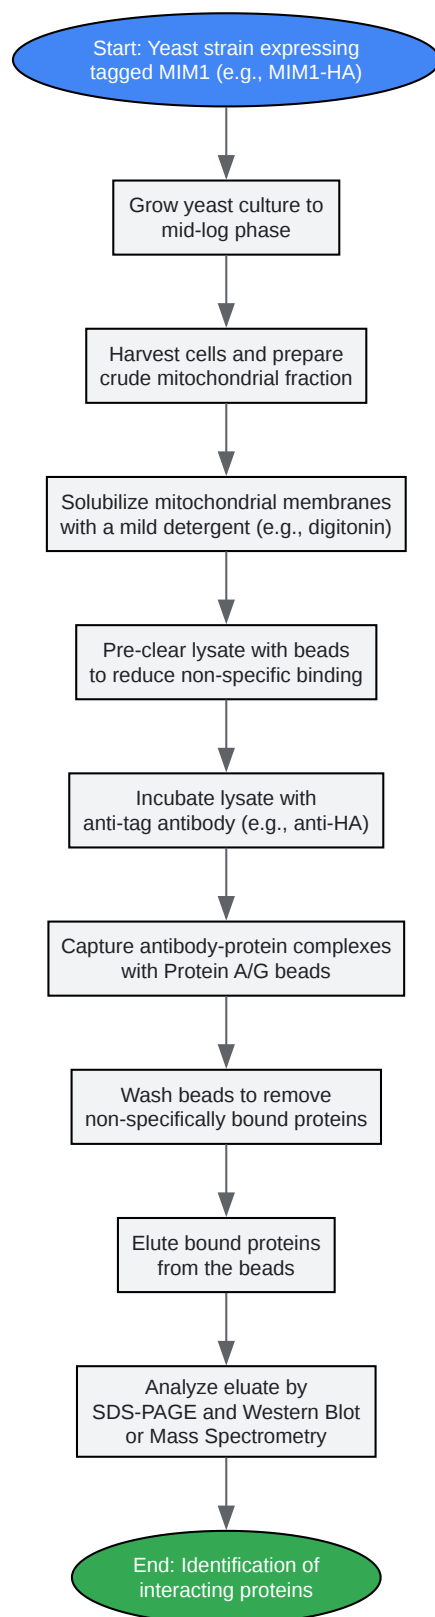 Start: Yeast strain expressing
tagged MIM1 (e.g., MIM1-HA)
Grow yeast culture to
mid-log phase
Harvest cells and prepare
crude mitochondrial fraction
Solubilize mitochondrial membranes
with a mild detergent (e.g., digitonin)
Pre-clear lysate with beads
to reduce non-specific binding
Incubate lysate with
anti-tag antibody (e.g., anti-HA)
Capture antibody-protein complexes
with Protein A/G beads
Wash beads to remove
non-specifically bound proteins
Elute bound proteins
from the beads
Analyze eluate by
SDS-PAGE and Western Blot
or Mass Spectrometry
End: Identification of
interacting proteins